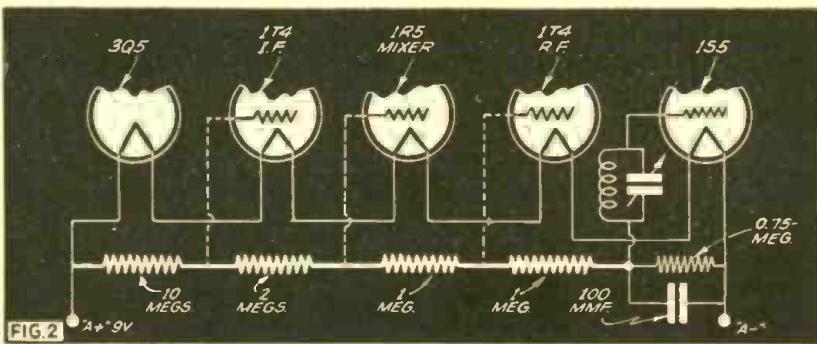 3Q5
1T4
I.F.
1R5
MIXER
1T4
R.F.
1S5
0.75-
MEG.
10
MEGS.
2
MEGS.
1
MEG.
1
MEG.
100
MMF.
"A+" 9V
"A-"
FIG. 2